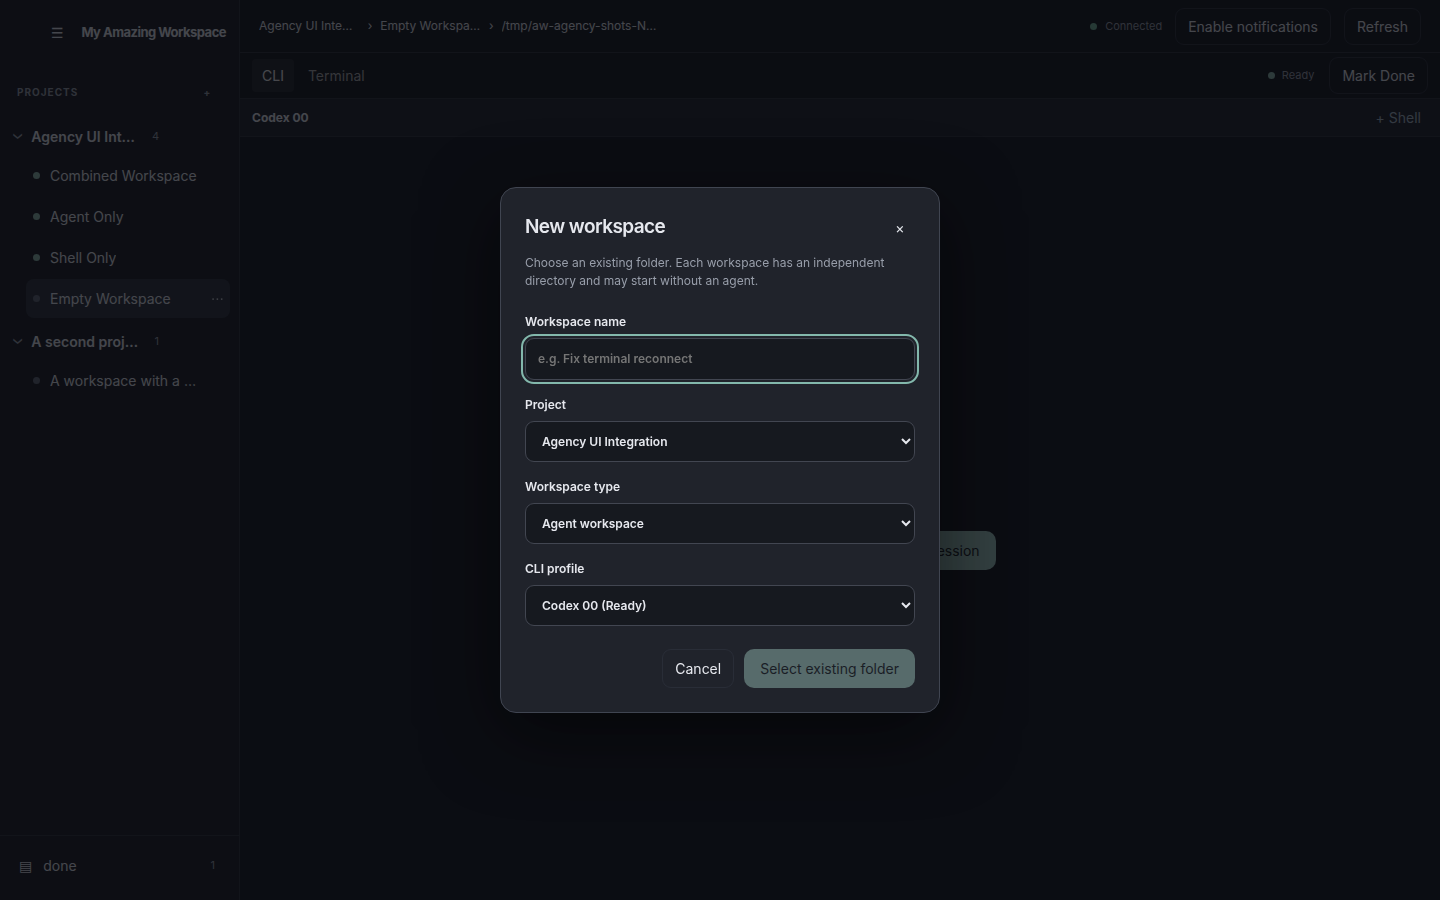 ☰ My Amazing Workspace
Agency UI Inte... › Empty Workspa... › /tmp/aw-agency-shots-N...
Connected
Enable notifications
Refresh
CLI
Terminal
Ready
Mark Done
Codex 00
+ Shell
PROJECTS +
Agency UI Int... 4
Combined Workspace
Agent Only
Shell Only
Empty Workspace ...
A second proj... 1
A workspace with a ...
done 1
New workspace ×
Choose an existing folder. Each workspace has an independent
directory and may start without an agent.
Workspace name
e.g. Fix terminal reconnect
Project
Agency UI Integration
Workspace type
Agent workspace
CLI profile
Codex 00 (Ready)
Cancel
Select existing folder